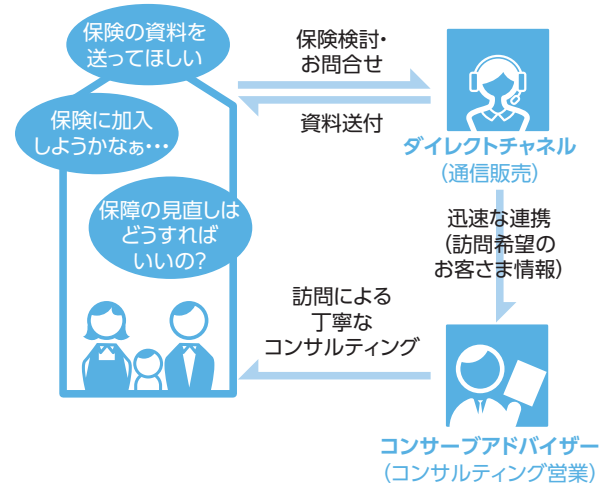 保険の資料を
送ってほしい
保険に加入
しようかなぁ・・・
保障の見直しは
どうすれば
いいの?
保険検討・
お問合せ
資料送付
ダイレクトチャネル
（通信販売）
迅速な連携
（訪問希望の
お客さま情報）
訪問による
丁寧な
コンサルティング
コンサーブアドバイザー
（コンサルティング営業）